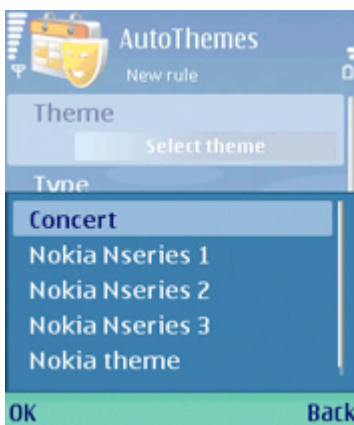 AutoThemes
New rule
Theme
Select theme
Type
Concert
Nokia Nseries 1
Nokia Nseries 2
Nokia Nseries 3
Nokia theme
OK Back